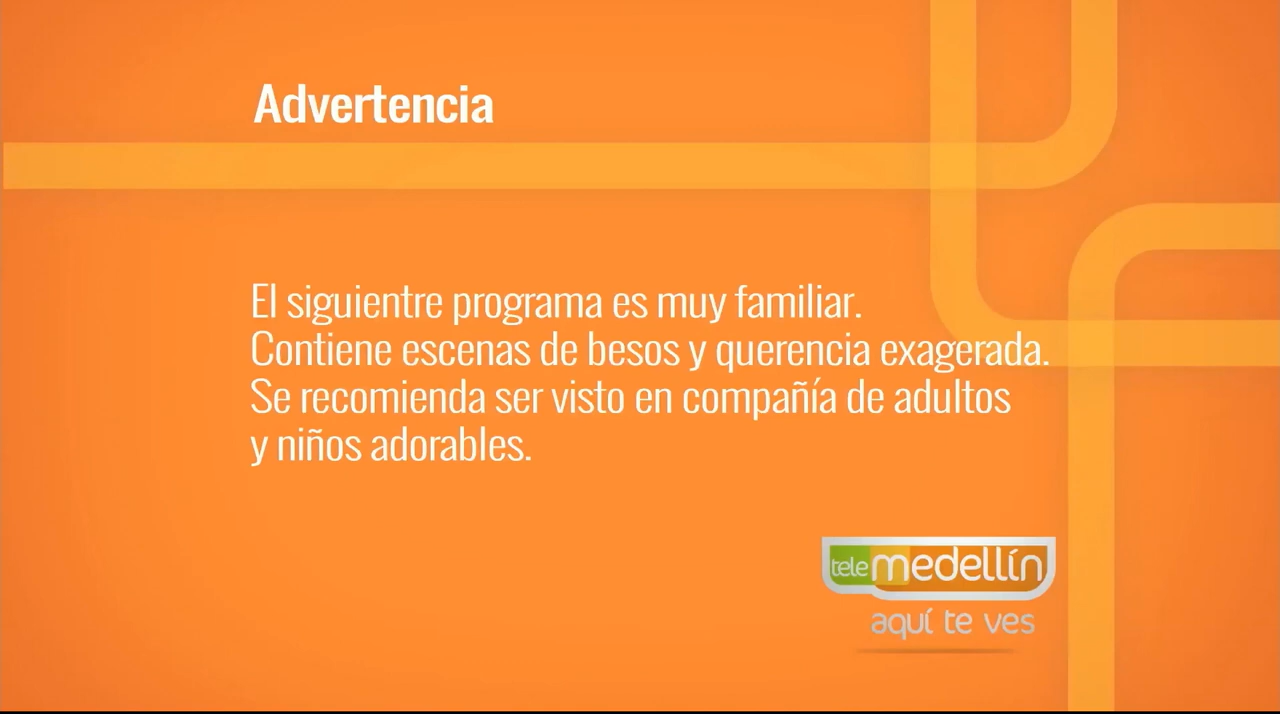 Advertencia
El siguientre programa es muy familiar.
Contiene escenas de besos y querencia exagerada.
Se recomienda ser visto en compañía de adultos
y niños adorables.
telemedellín
aquí te ves